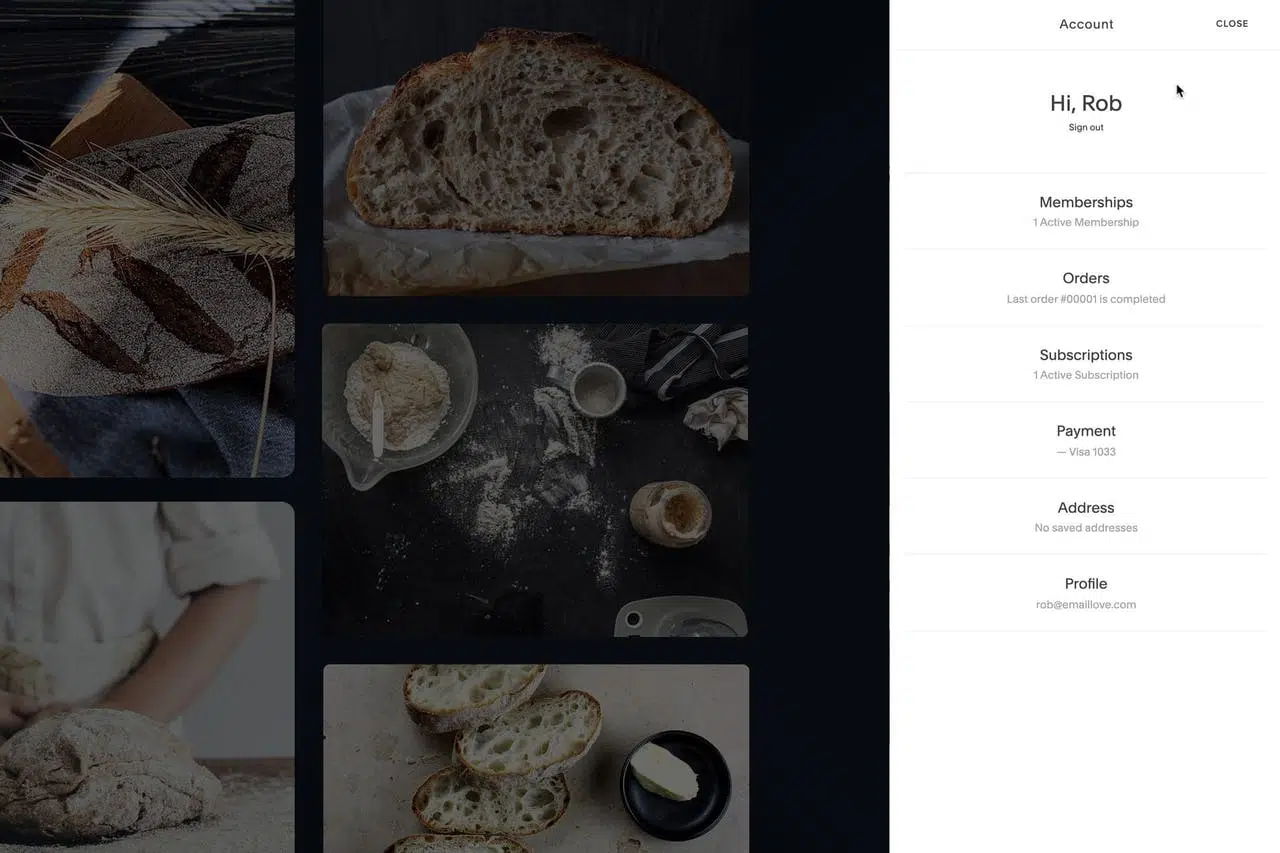 Account
CLOSE
Hi, Rob
Sign out
Memberships
1 Active Membership
Orders
Last order #00001 is completed
Subscriptions
1 Active Subscription
Payment
— Visa 1033
Address
No saved addresses
Profile
rob@emaillove.com